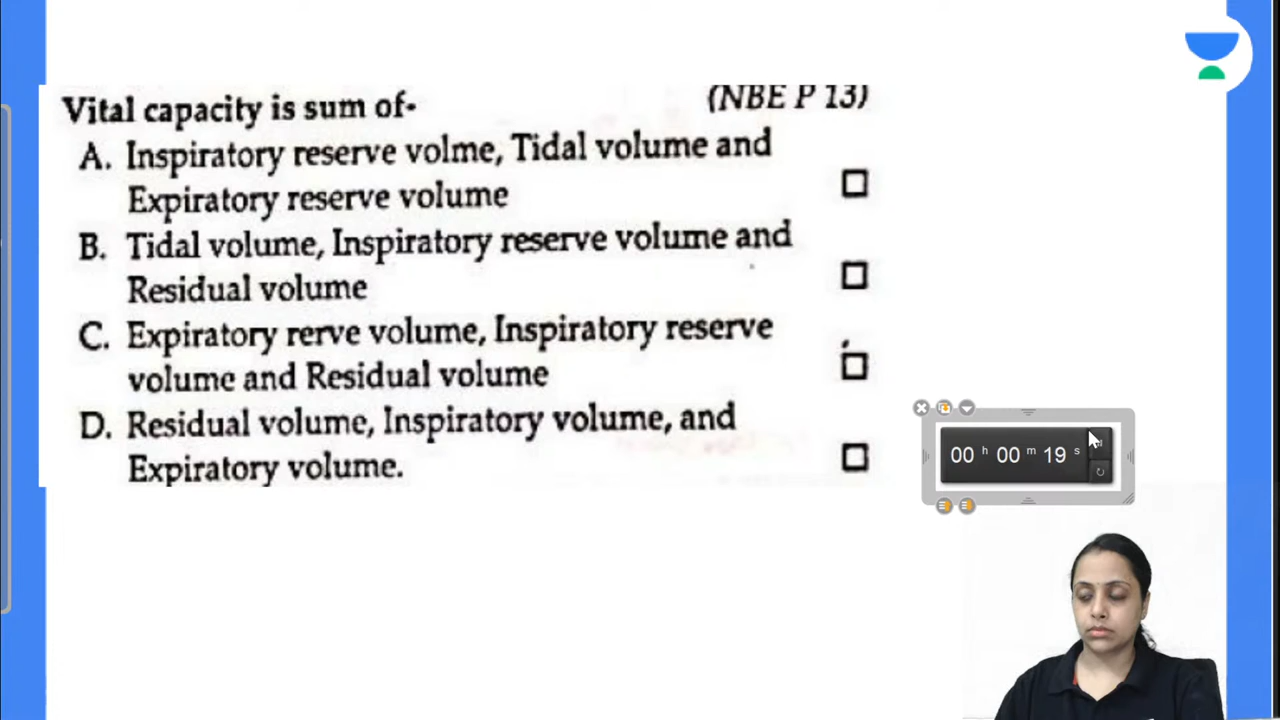 Vital capacity is sum of-
(NBE P 13)
A. Inspiratory reserve volme, Tidal volume and
Expiratory reserve volume
B. Tidal volume, Inspiratory reserve volume and
Residual volume
C. Expiratory rerve volume, Inspiratory reserve
volume and Residual volume
D. Residual volume, Inspiratory volume, and
Expiratory volume.
00 h 00 m 19 s